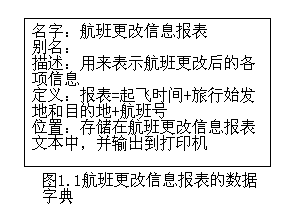 名字：航班更改信息报表
别名：
描述：用来表示航班更改后的各
项信息
定义：报表=起飞时间+旅行始发
地和目的地+航班号
位置：存储在航班更改信息报表
文本中，并输出到打印机
图1.1航班更改信息报表的数据
字典